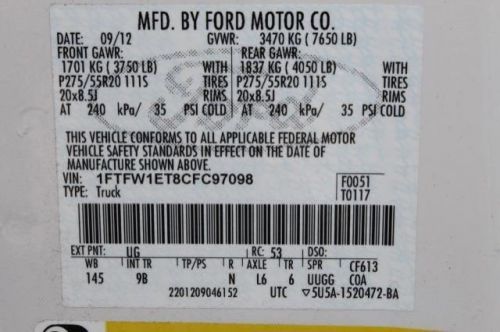 MFD. BY FORD MOTOR CO.
DATE: 09/12 GVWR: 3470 KG (7650 LB)
FRONT GAWR: REAR GAWR:
1701 KG (3750 LB) WITH 1837 KG (4050 LB) WITH
P275/55R20 111S TIRES P275/55R20 111S TIRES
20x8.5J RIMS 20x8.5J RIMS
AT 240 kPa/ 35 PSI COLD AT 240 kPa/ 35 PSI COLD
THIS VEHICLE CONFORMS TO ALL APPLICABLE FEDERAL MOTOR
VEHICLE SAFETY STANDARDS IN EFFECT ON THE DATE OF
MANUFACTURE SHOWN ABOVE.
VIN: 1FTFW1ET8CFC97098 F0051
TYPE: Truck T0117
EXT PNT: UG RC: 53 DSO:
WB INT TR TP/PS R AXLE TR SPR CF613
145 9B N L6 6 UUGG COA
2201209046152 UTC 5U5A-1520472-BA